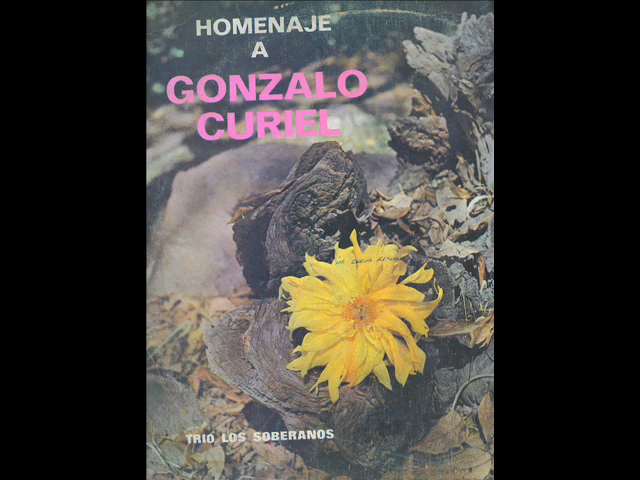 HOMENAJE
A
GONZALO
CURIEL
TRIO LOS SOBERANOS